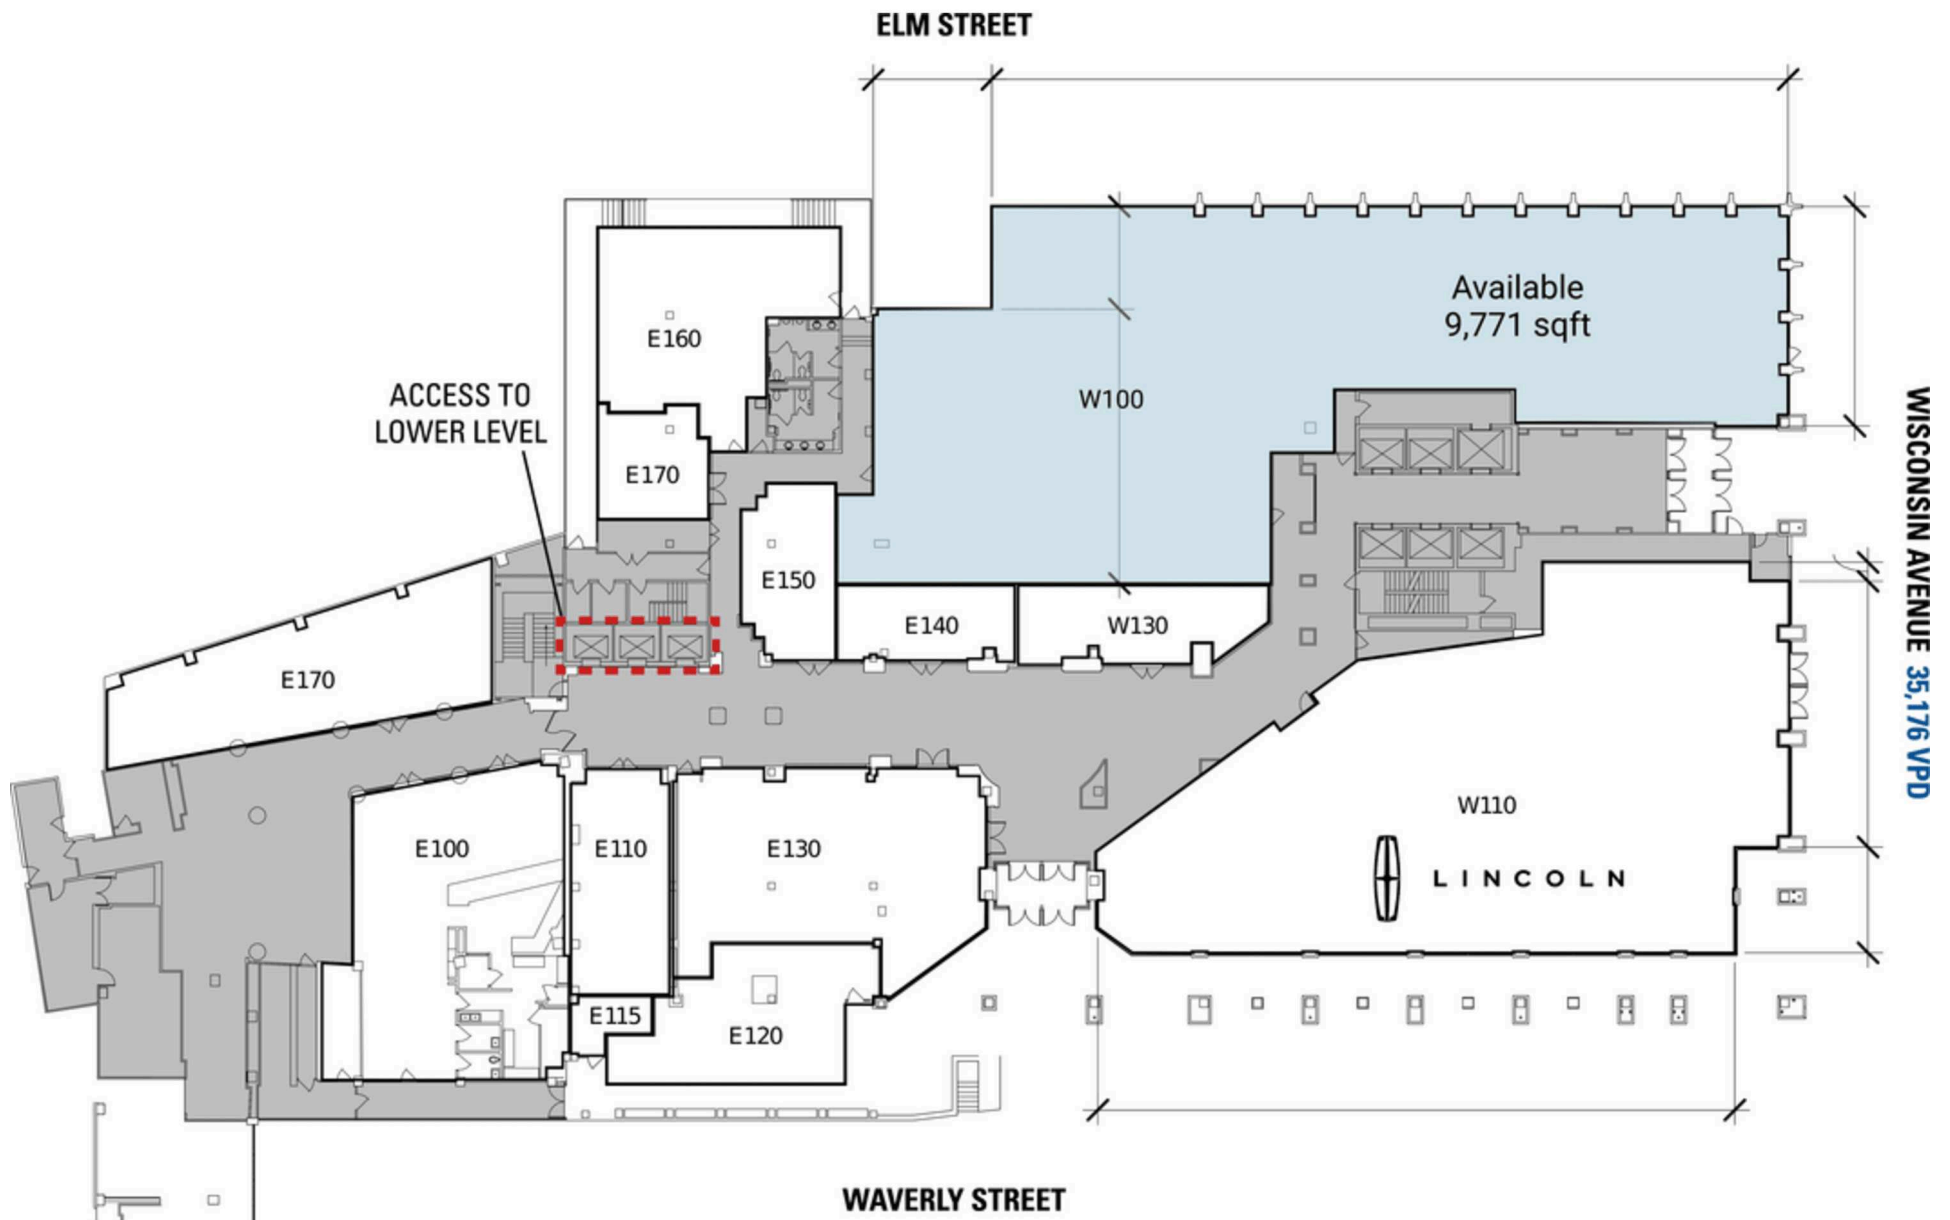 ELM STREET
Available
9,771 sqft
E160
ACCESS TO
LOWER LEVEL
W100
E170
WISCONSIN AVENUE 35,176 VPD
E150
E140
W130
E170
W110
E100
E110
E130
LINCOLN
E115
E120
WAVERLY STREET